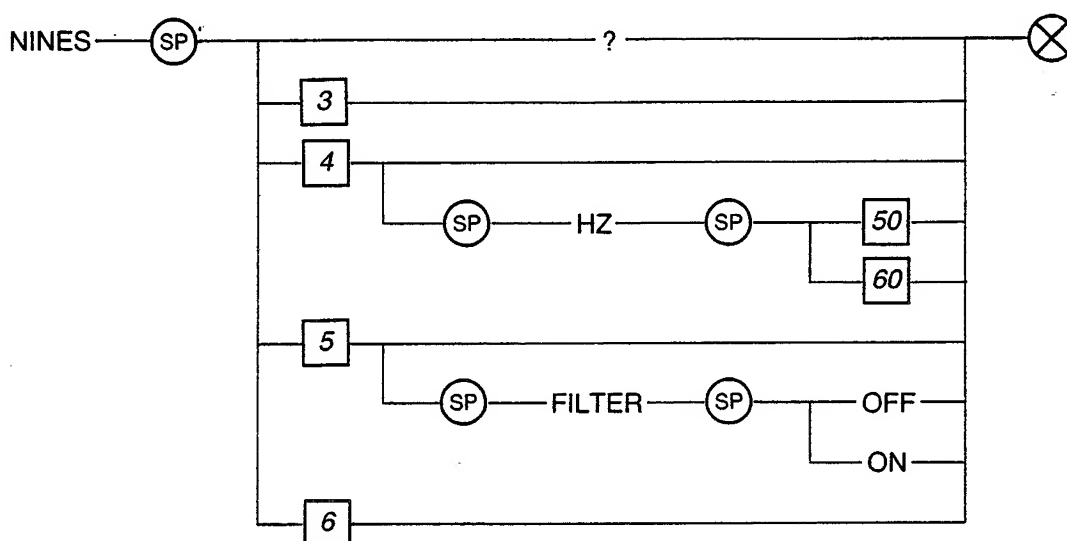 NINES SP ?
3
4
SP HZ SP 50
60
5
SP FILTER SP OFF
ON
6